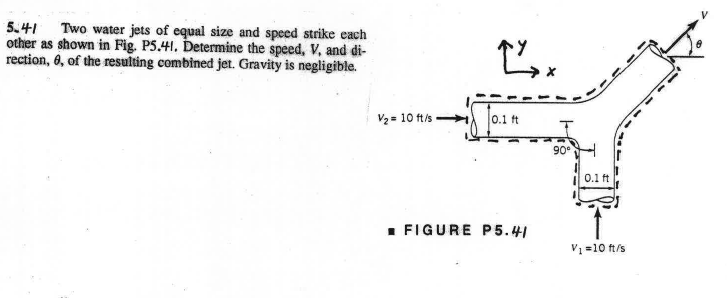 5.41 Two water jets of equal size and speed strike each
other as shown in Fig. P5.41. Determine the speed, V, and di-
rection, θ, of the resulting combined jet. Gravity is negligible.
V
θ
y
x
V₂ = 10 ft/s
0.1 ft
90°
0.1 ft
■ FIGURE P5.41
V₁ =10 ft/s